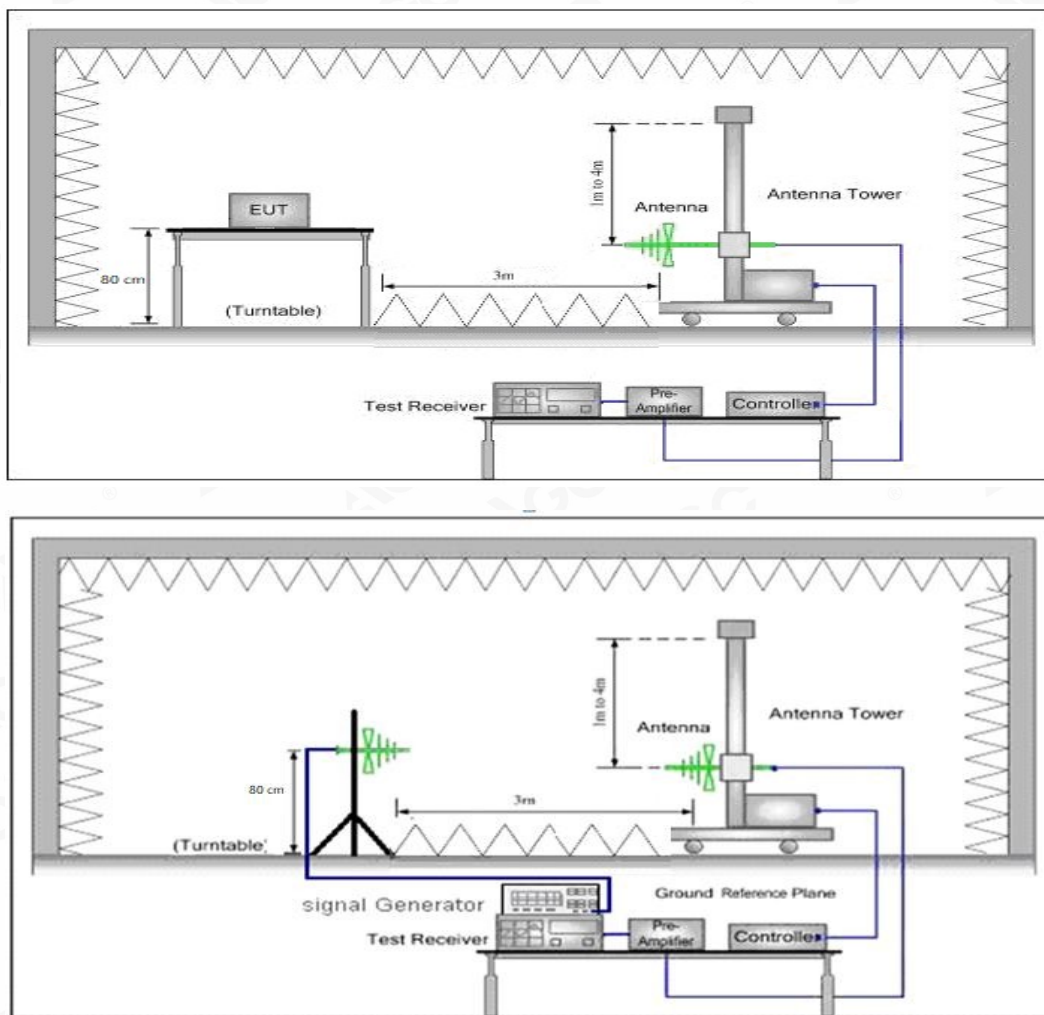 1m to 4m
Antenna
Antenna Tower
EUT
80 cm
3m
(Turntable)
Test Receiver
Pre-
Amplifier
Controller
1m to 4m
Antenna
Antenna Tower
80 cm
3m
(Turntable)
signal Generator
Ground Reference Plane
Test Receiver
Pre-
Amplifier
Controller